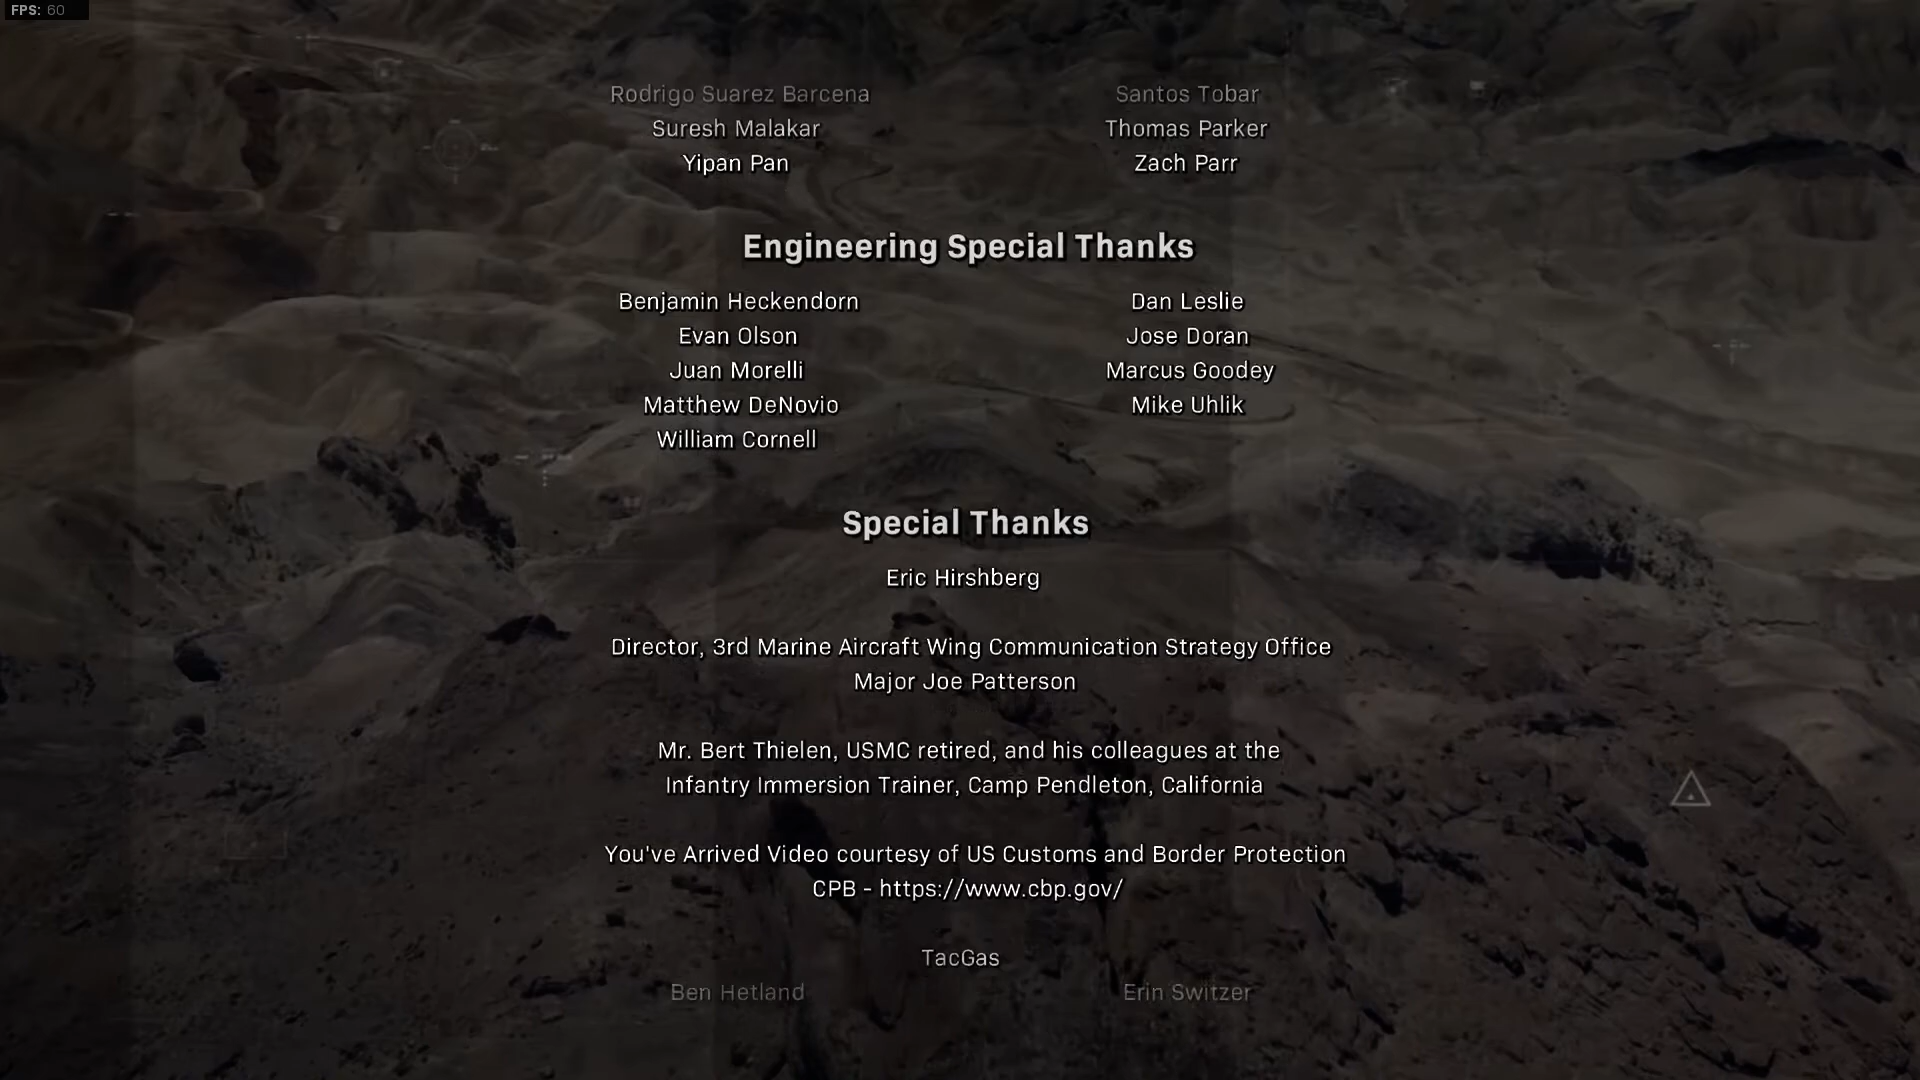 FPS: 60
Rodrigo Suarez Barcena Santos Tobar
Suresh Malakar Thomas Parker
Yipan Pan Zach Parr
Engineering Special Thanks
Benjamin Heckendorn Dan Leslie
Evan Olson Jose Doran
Juan Morelli Marcus Goodey
Matthew DeNovio Mike Uhlik
William Cornell
Special Thanks
Eric Hirshberg
Director, 3rd Marine Aircraft Wing Communication Strategy Office
Major Joe Patterson
Mr. Bert Thielen, USMC retired, and his colleagues at the
Infantry Immersion Trainer, Camp Pendleton, California
You've Arrived Video courtesy of US Customs and Border Protection
CPB - https://www.cbp.gov/
TacGas
Ben Hetland Erin Switzer